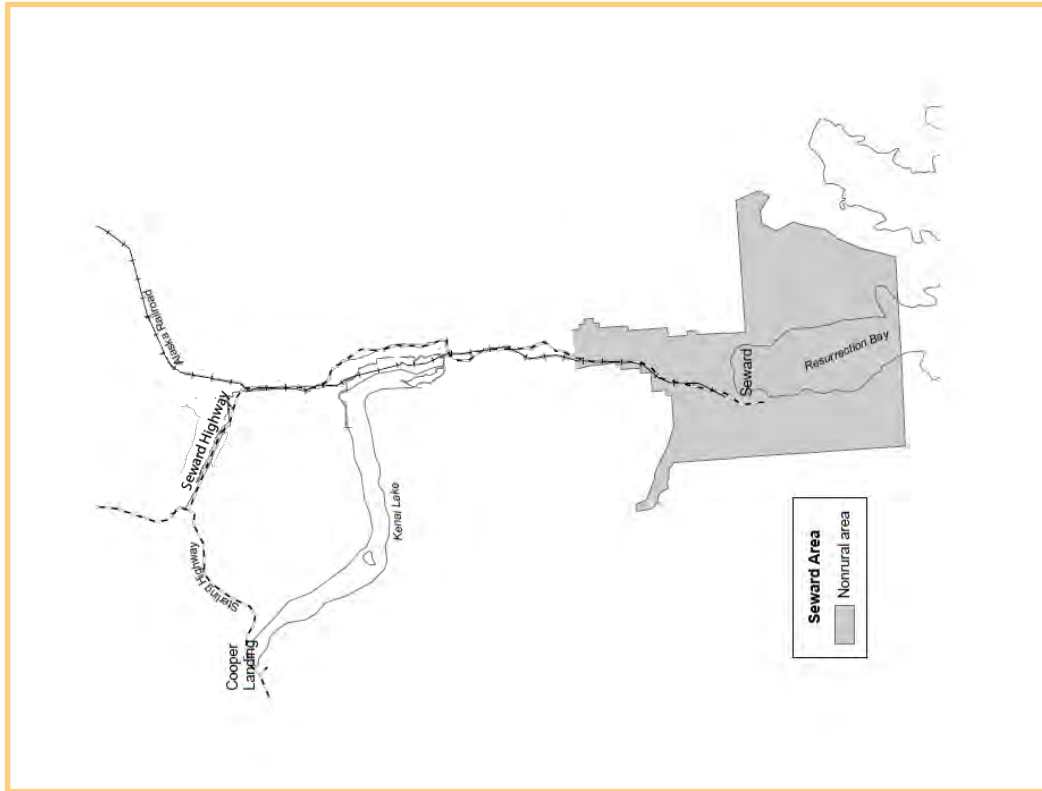 Alaska Railroad
Seward Highway
Sterling Highway
Cooper
Landing
Kenai Lake
Seward
Resurrection Bay
Seward Area
Nonrural area